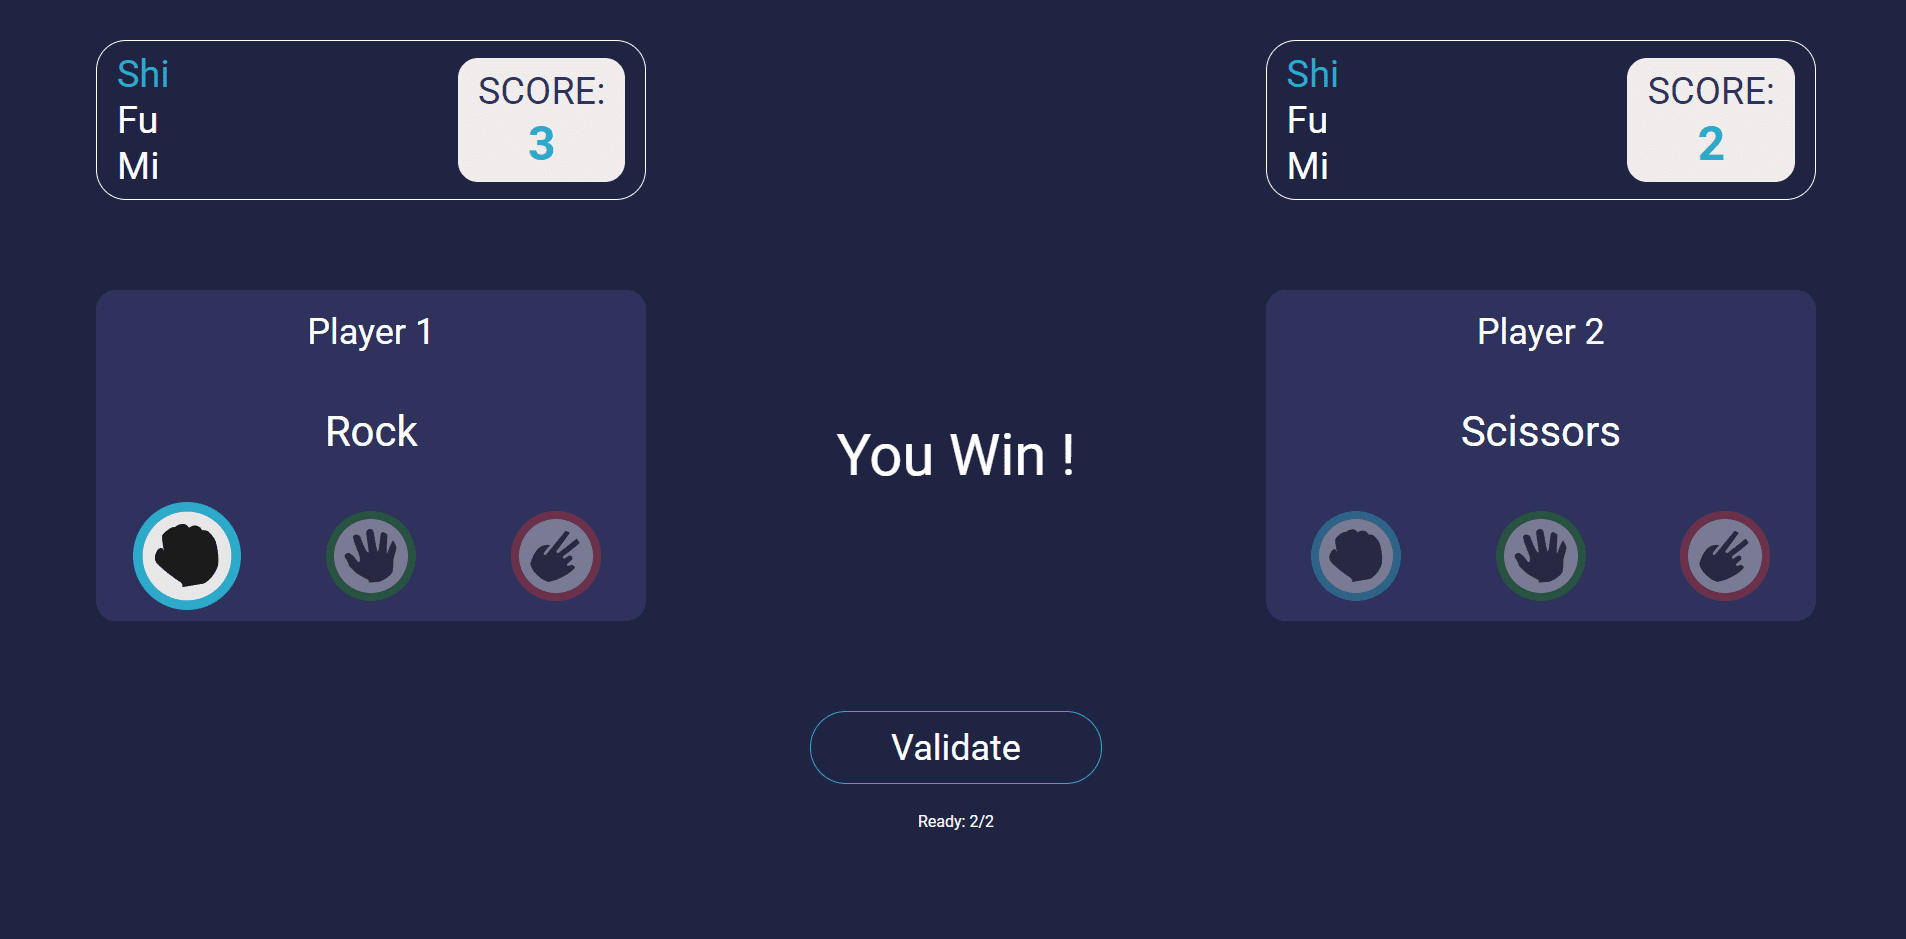 Shi
Fu
Mi
SCORE:
3
Shi
Fu
Mi
SCORE:
2
Player 1
Rock
You Win !
Player 2
Scissors
Validate
Ready: 2/2